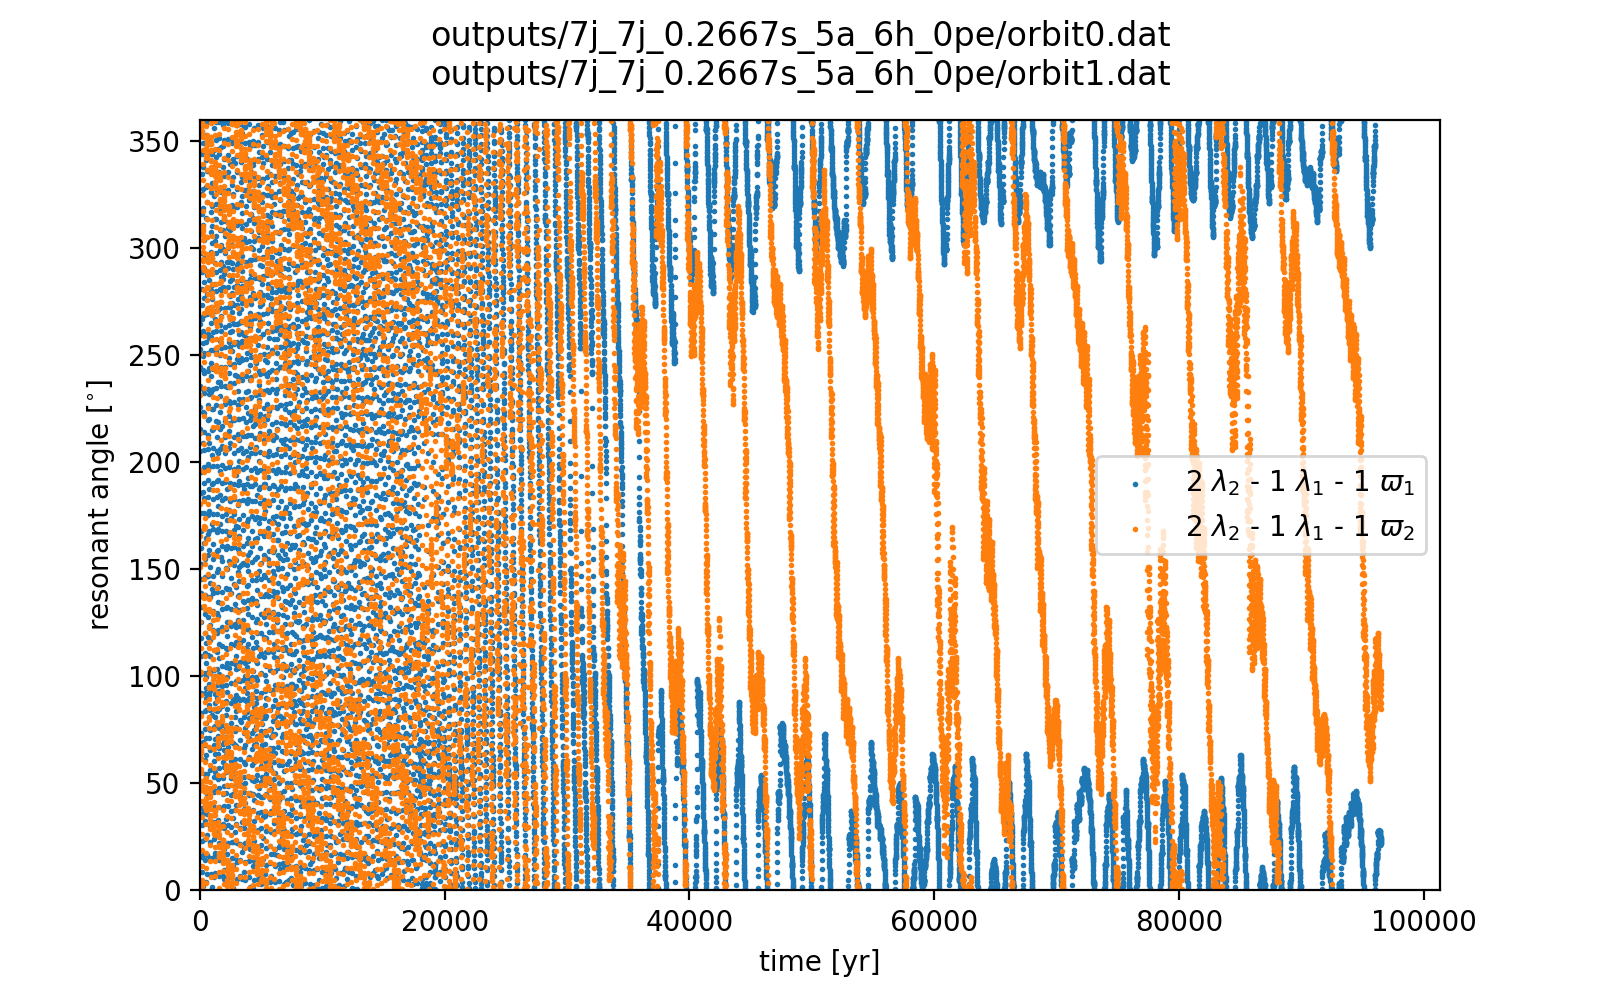 outputs/7j_7j_0.2667s_5a_6h_0pe/orbit0.dat
outputs/7j_7j_0.2667s_5a_6h_0pe/orbit1.dat
350
300
250
200
150
100
50
0
resonant angle [°]
2 λ₂ - 1 λ₁ - 1 ϖ₁
2 λ₂ - 1 λ₁ - 1 ϖ₂
0 20000 40000 60000 80000 100000
time [yr]